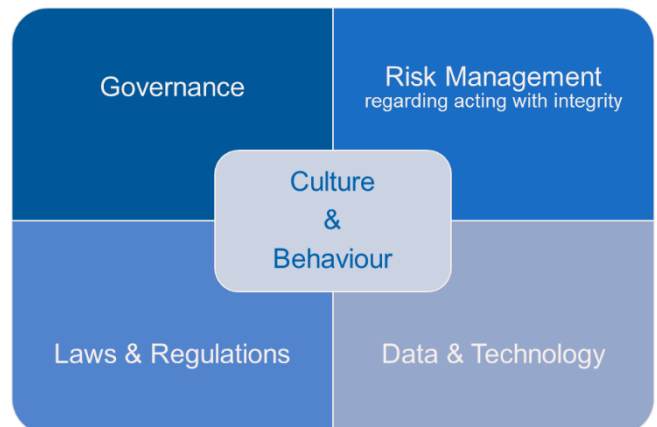 Governance
Risk Management
regarding acting with integrity
Culture
&
Behaviour
Laws & Regulations
Data & Technology